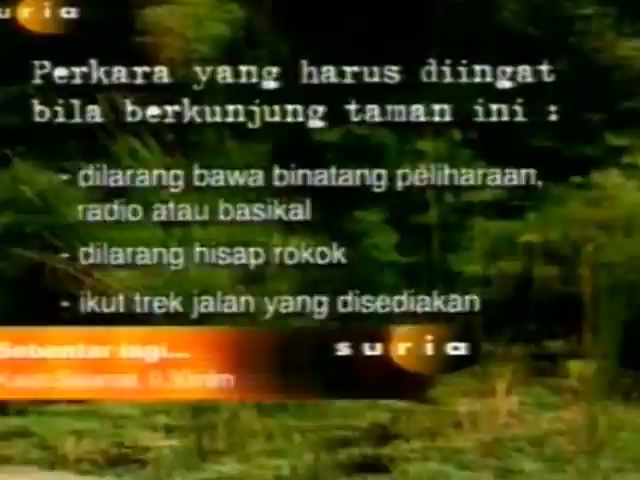 suria
Perkara yang harus diingat
bila berkunjung taman ini :
- dilarang bawa binatang peliharaan,
radio atau basikal
- dilarang hisap rokok
- ikut trek jalan yang disediakan
Sebentar lagi...
suria